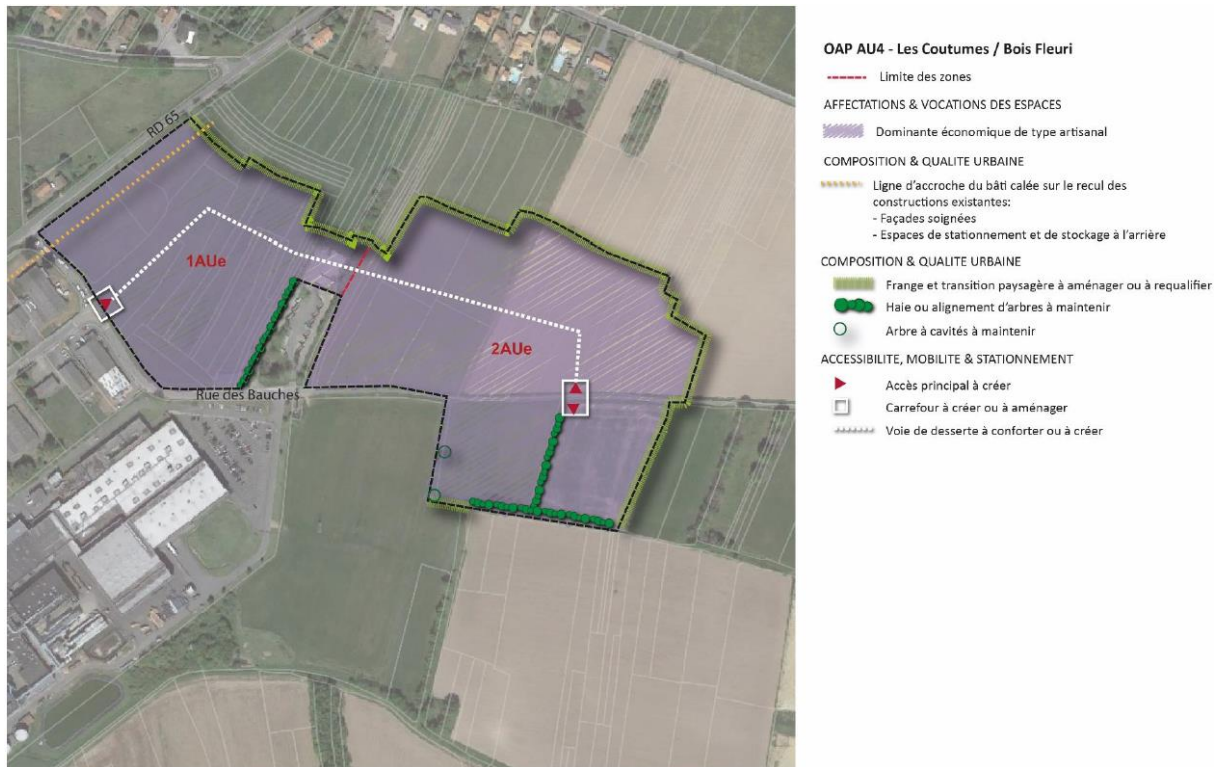 RD 65
1AUe
2AUe
Rue des Bauches
OAP AU4 - Les Coutumes / Bois Fleuri
Limite des zones
AFFECTATIONS & VOCATIONS DES ESPACES
Dominante économique de type artisanal
COMPOSITION & QUALITE URBAINE
Ligne d'accroche du bâti calée sur le recul des
constructions existantes:
- Façades soignées
- Espaces de stationnement et de stockage à l'arrière
COMPOSITION & QUALITE URBAINE
Frange et transition paysagère à aménager ou à requalifier
Haie ou alignement d'arbres à maintenir
Arbre à cavités à maintenir
ACCESSIBILITE, MOBILITE & STATIONNEMENT
Accès principal à créer
Carrefour à créer ou à aménager
Voie de desserte à conforter ou à créer